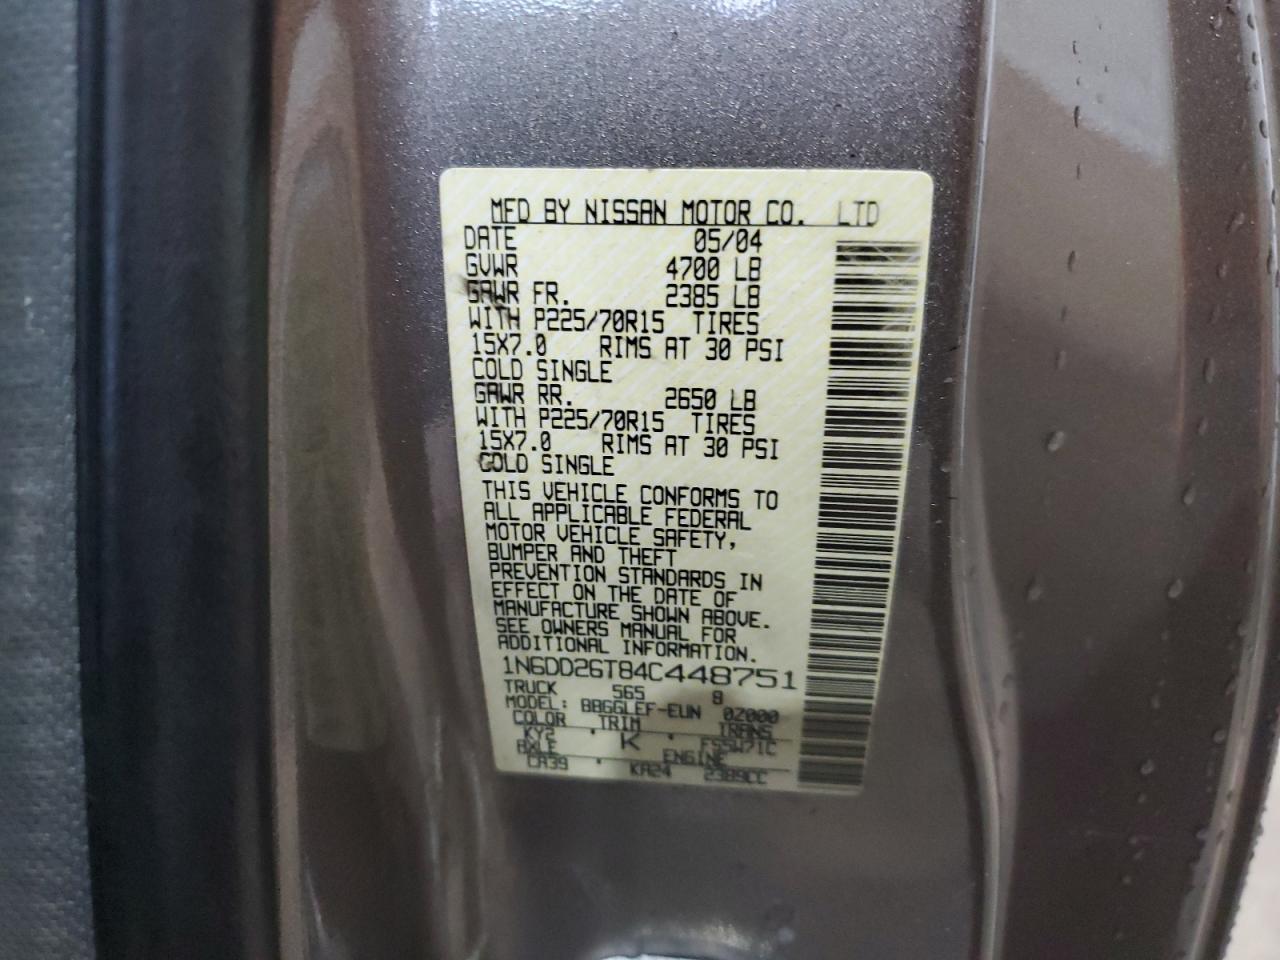 MFD BY NISSAN MOTOR CO. LTD
DATE 05/04
GVWR 4700 LB
GAWR FR. 2385 LB
WITH P225/70R15 TIRES
15X7.0 RIMS AT 30 PSI
COLD SINGLE
GAWR RR. 2650 LB
WITH P225/70R15 TIRES
15X7.0 RIMS AT 30 PSI
COLD SINGLE
THIS VEHICLE CONFORMS TO
ALL APPLICABLE FEDERAL
MOTOR VEHICLE SAFETY,
BUMPER AND THEFT
PREVENTION STANDARDS IN
EFFECT ON THE DATE OF
MANUFACTURE SHOWN ABOVE.
SEE OWNERS MANUAL FOR
ADDITIONAL INFORMATION.
1N6DD26T84C448751
TRUCK 565 8
MODEL: BBGGLEF-EUN 02000
COLOR TRIM TRANS
KY2 · K · FS5W71C
AXLE ENGINE
CA39 · KA24 2389CC